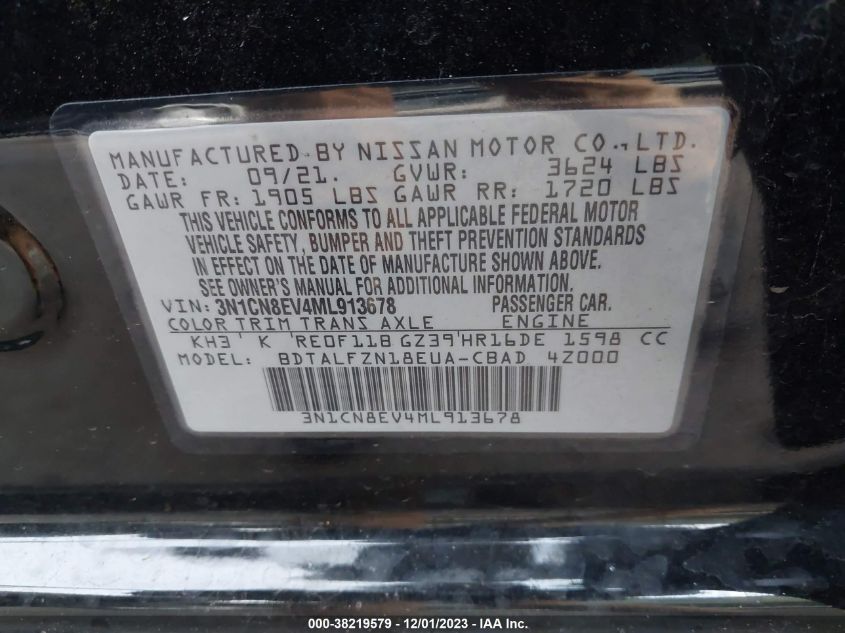 MANUFACTURED BY NISSAN MOTOR CO., LTD.
DATE: 09/21. GVWR: 3624 LBS
GAWR FR: 1905 LBS GAWR RR: 1720 LBS
THIS VEHICLE CONFORMS TO ALL APPLICABLE FEDERAL MOTOR
VEHICLE SAFETY, BUMPER AND THEFT PREVENTION STANDARDS
IN EFFECT ON THE DATE OF MANUFACTURE SHOWN ABOVE.
SEE OWNER'S MANUAL FOR ADDITIONAL INFORMATION.
VIN: 3N1CN8EV4ML913678 PASSENGER CAR.
COLOR TRIM TRANS AXLE ENGINE
KH3 K RE0F11B GZ39 HR16DE 1598 CC
MODEL: BDTALFZN18EUA-CBAD 4Z000
3N1CN8EV4ML913678
000-38219579 - 12/01/2023 - © IAA, Inc.